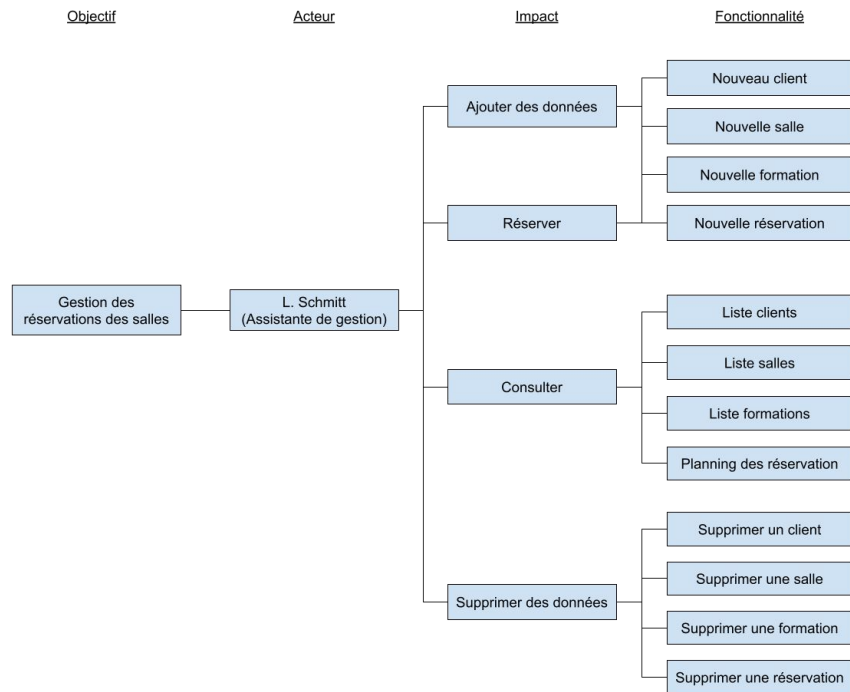 Objectif
Acteur
Impact
Fonctionnalité
Gestion des
réservations des salles
L. Schmitt
(Assistante de gestion)
Ajouter des données
Nouveau client
Nouvelle salle
Nouvelle formation
Réserver
Nouvelle réservation
Consulter
Liste clients
Liste salles
Liste formations
Planning des réservation
Supprimer des données
Supprimer un client
Supprimer une salle
Supprimer une formation
Supprimer une réservation